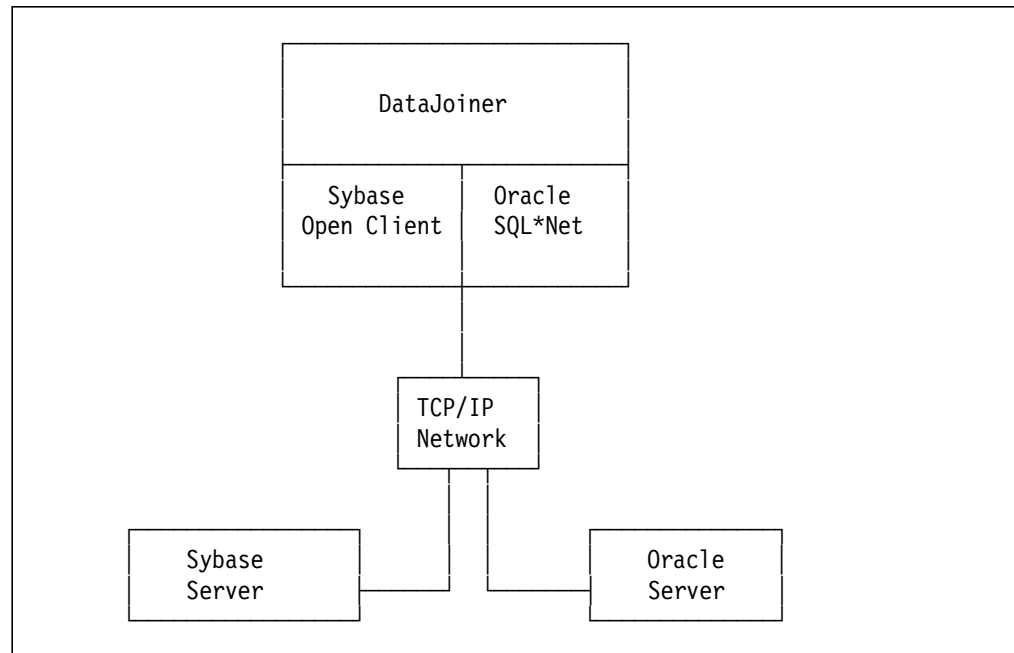 DataJoiner
Sybase
Open Client
Oracle
SQL*Net
TCP/IP
Network
Sybase
Server
Oracle
Server